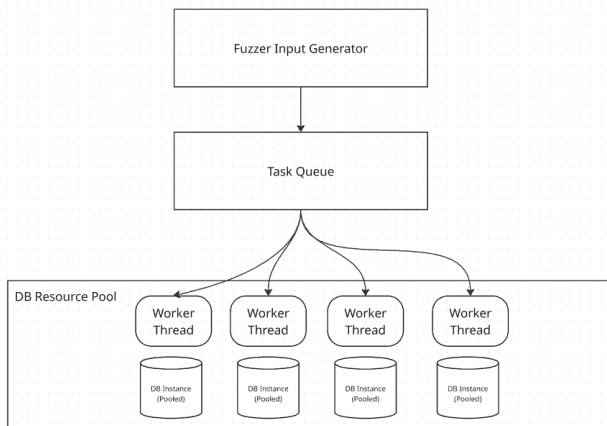 Fuzzer Input Generator
Task Queue
DB Resource Pool
Worker
Thread
Worker
Thread
Worker
Thread
Worker
Thread
DB Instance
(Pooled)
DB Instance
(Pooled)
DB Instance
(Pooled)
DB Instance
(Pooled)